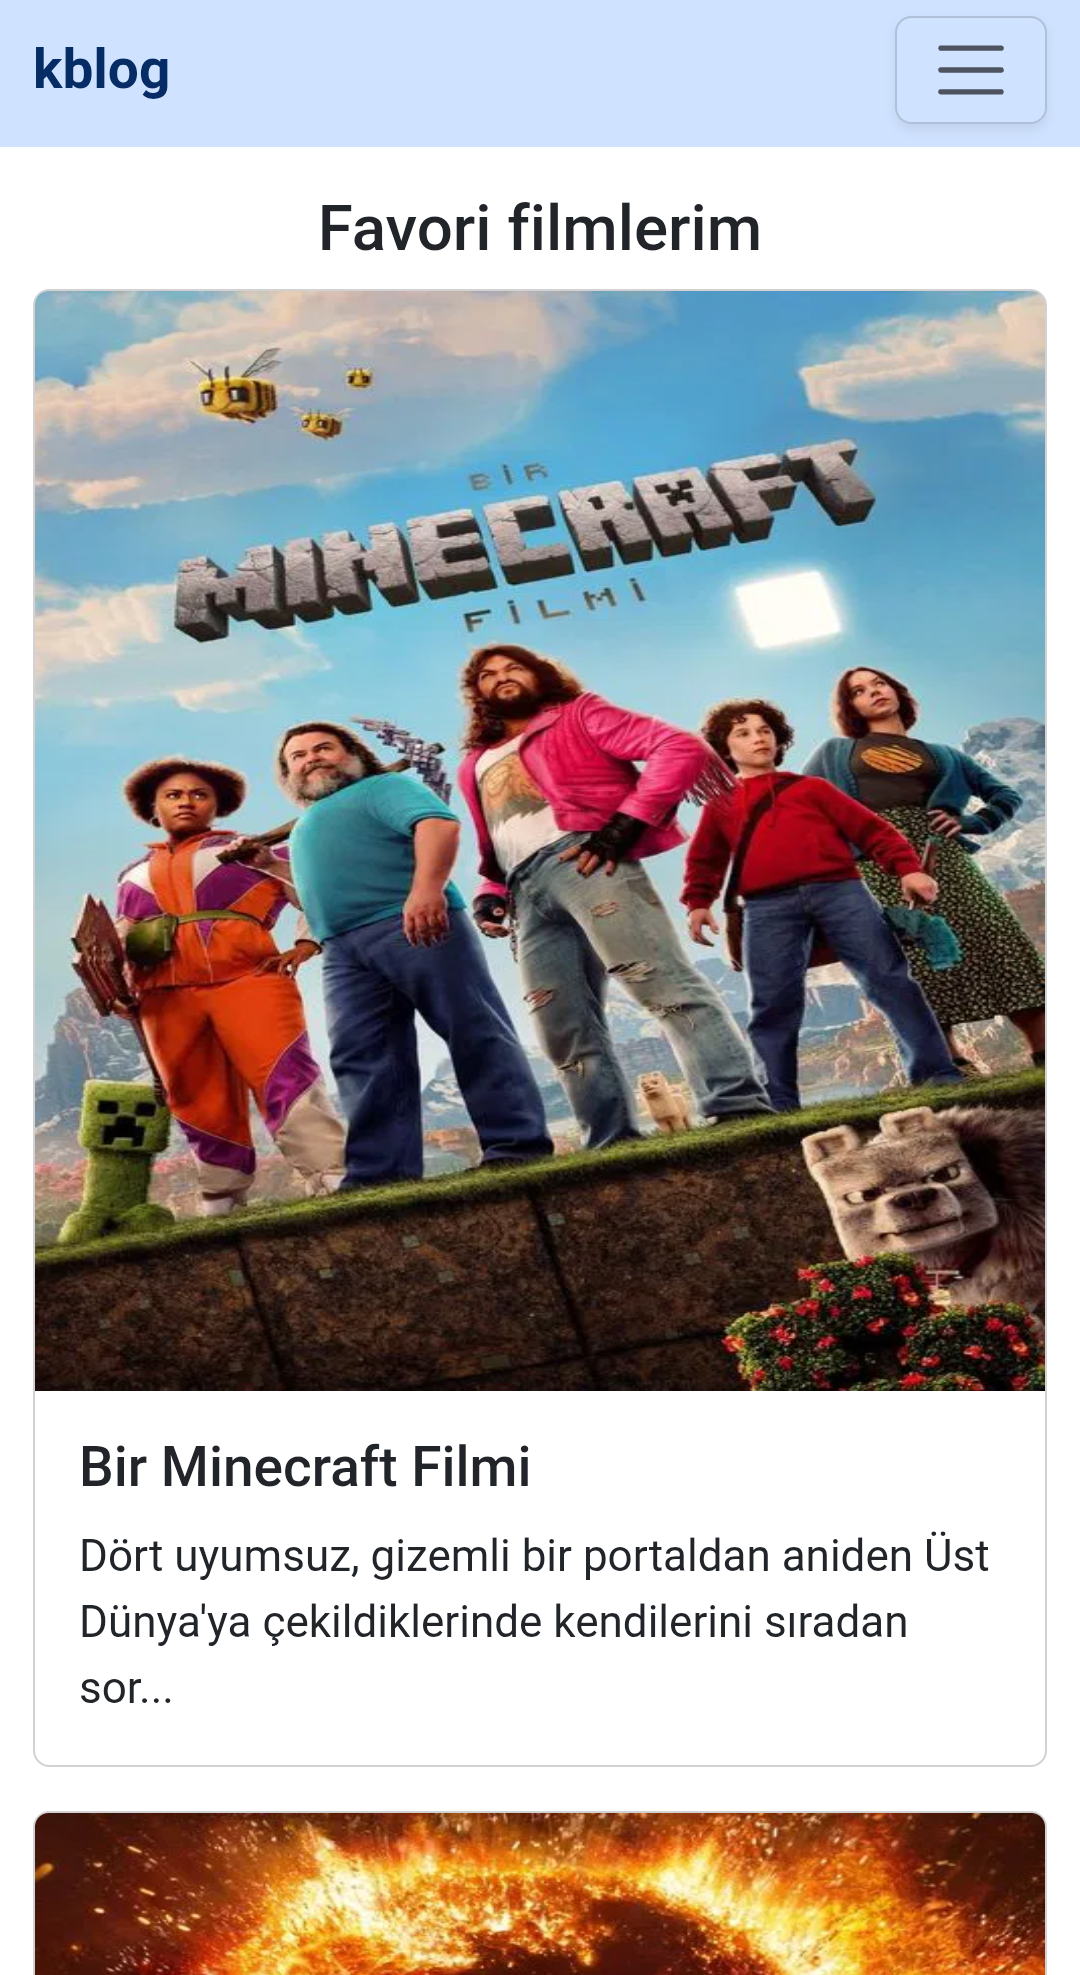 kblog
Favori filmlerim
BİR
MINECRAFT
FİLMİ
Bir Minecraft Filmi
Dört uyumsuz, gizemli bir portaldan aniden Üst
Dünya'ya çekildiklerinde kendilerini sıradan
sor...